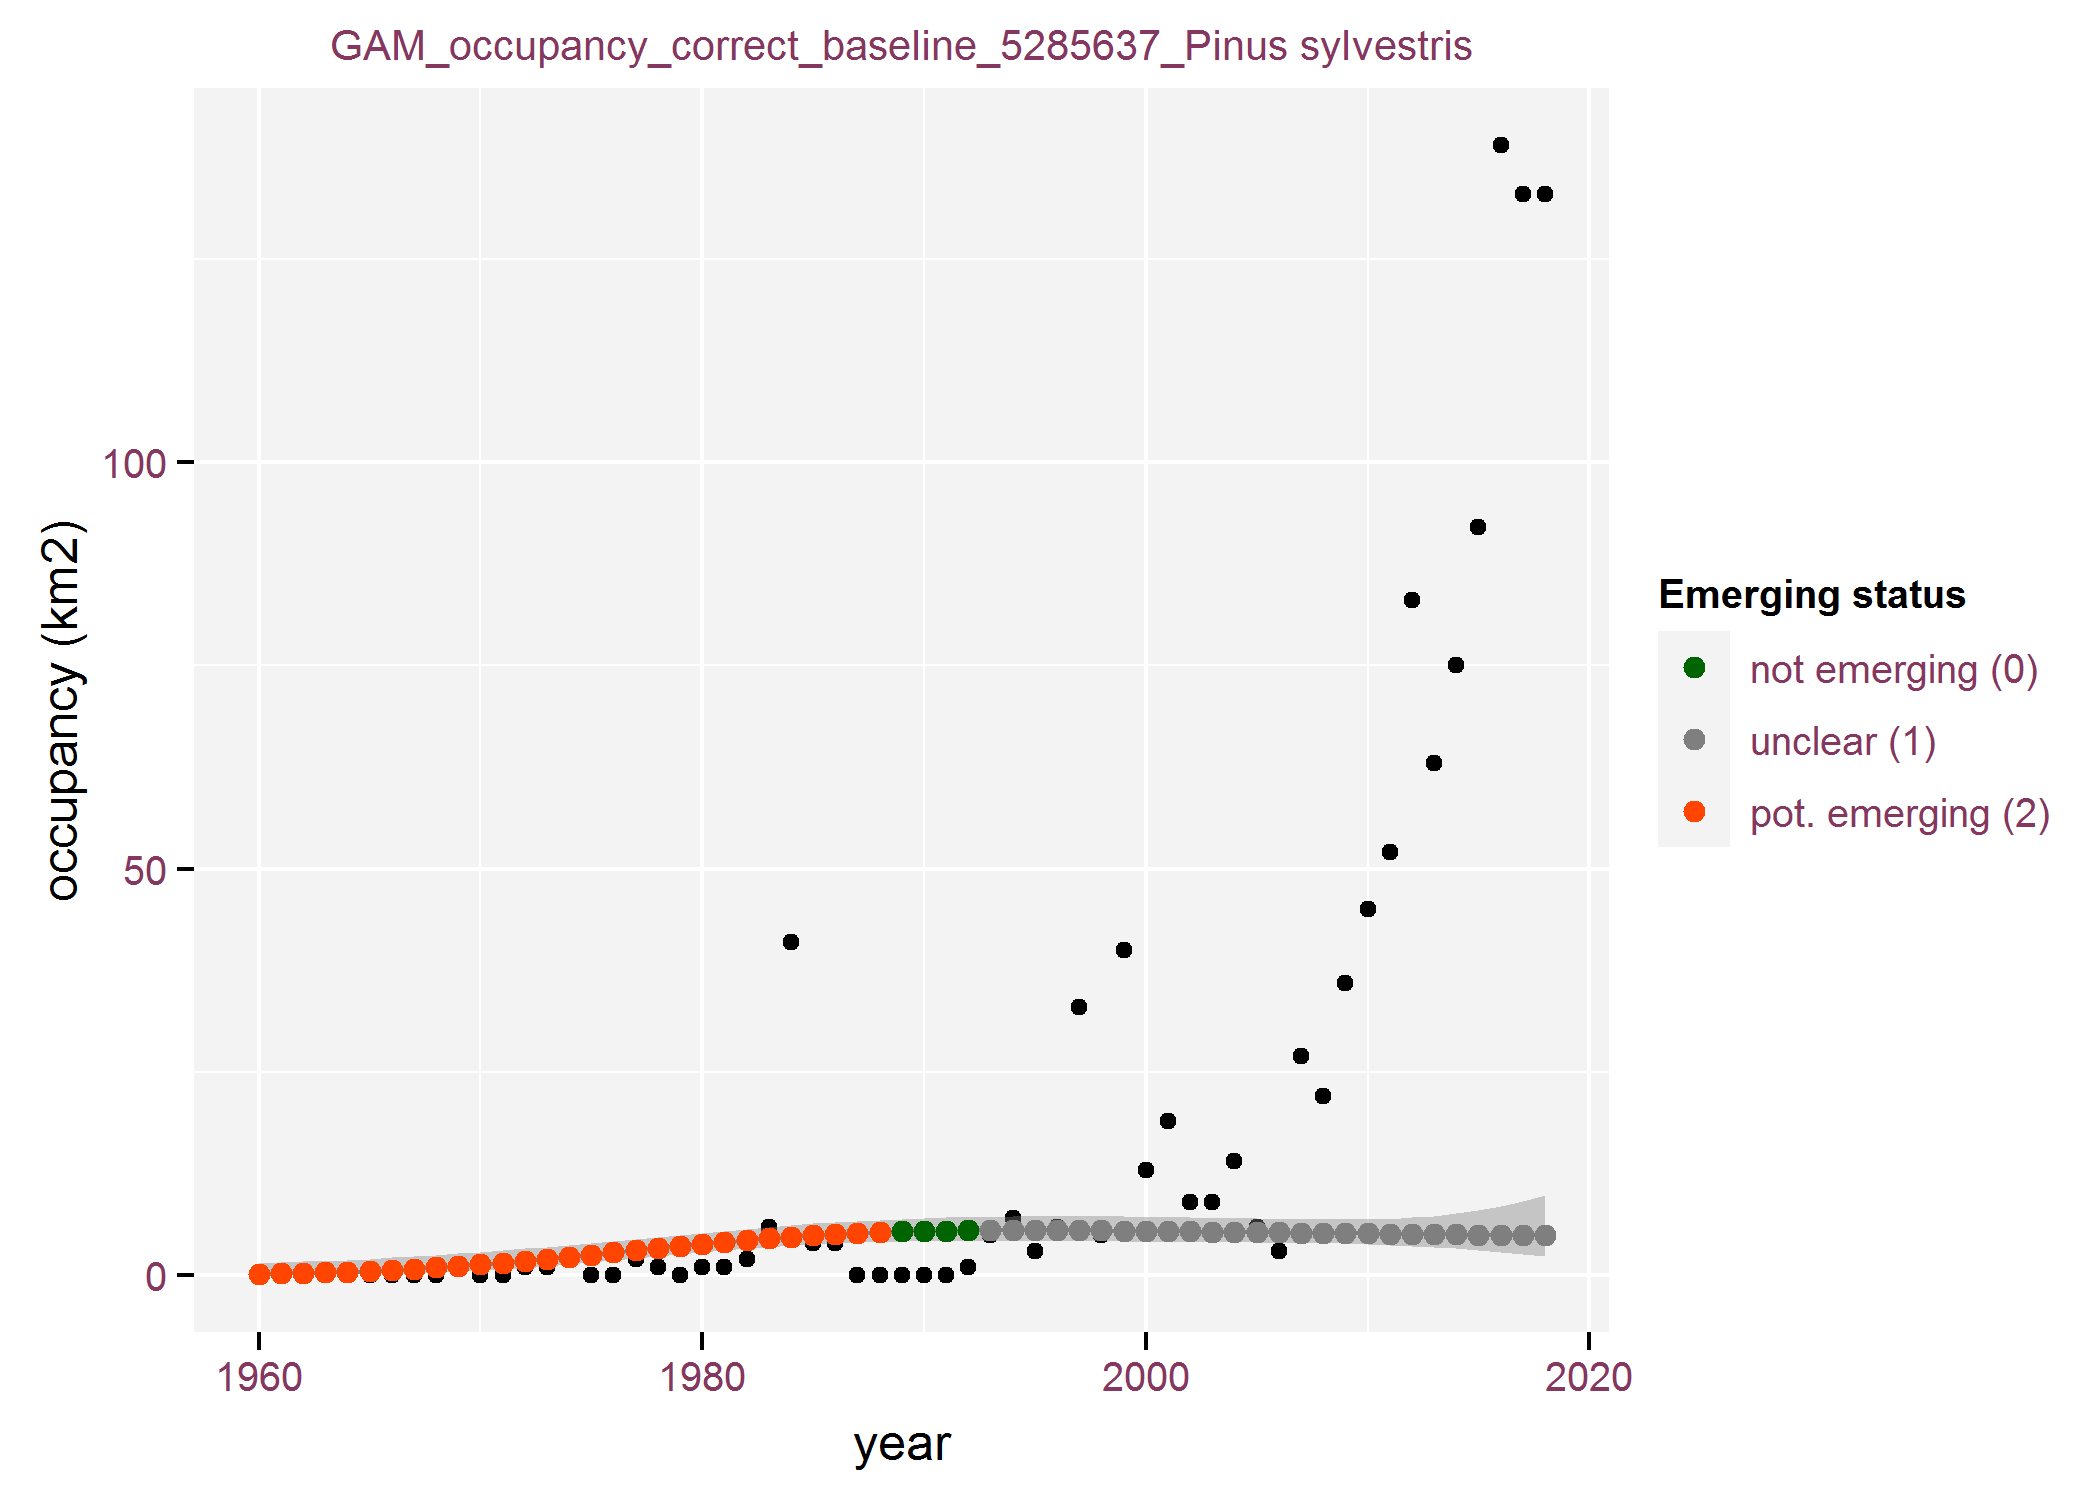 GAM_occupancy_correct_baseline_5285637_Pinus sylvestris
occupancy (km2)
100
50
0
1960 1980 2000 2020
year
Emerging status
not emerging (0)
unclear (1)
pot. emerging (2)